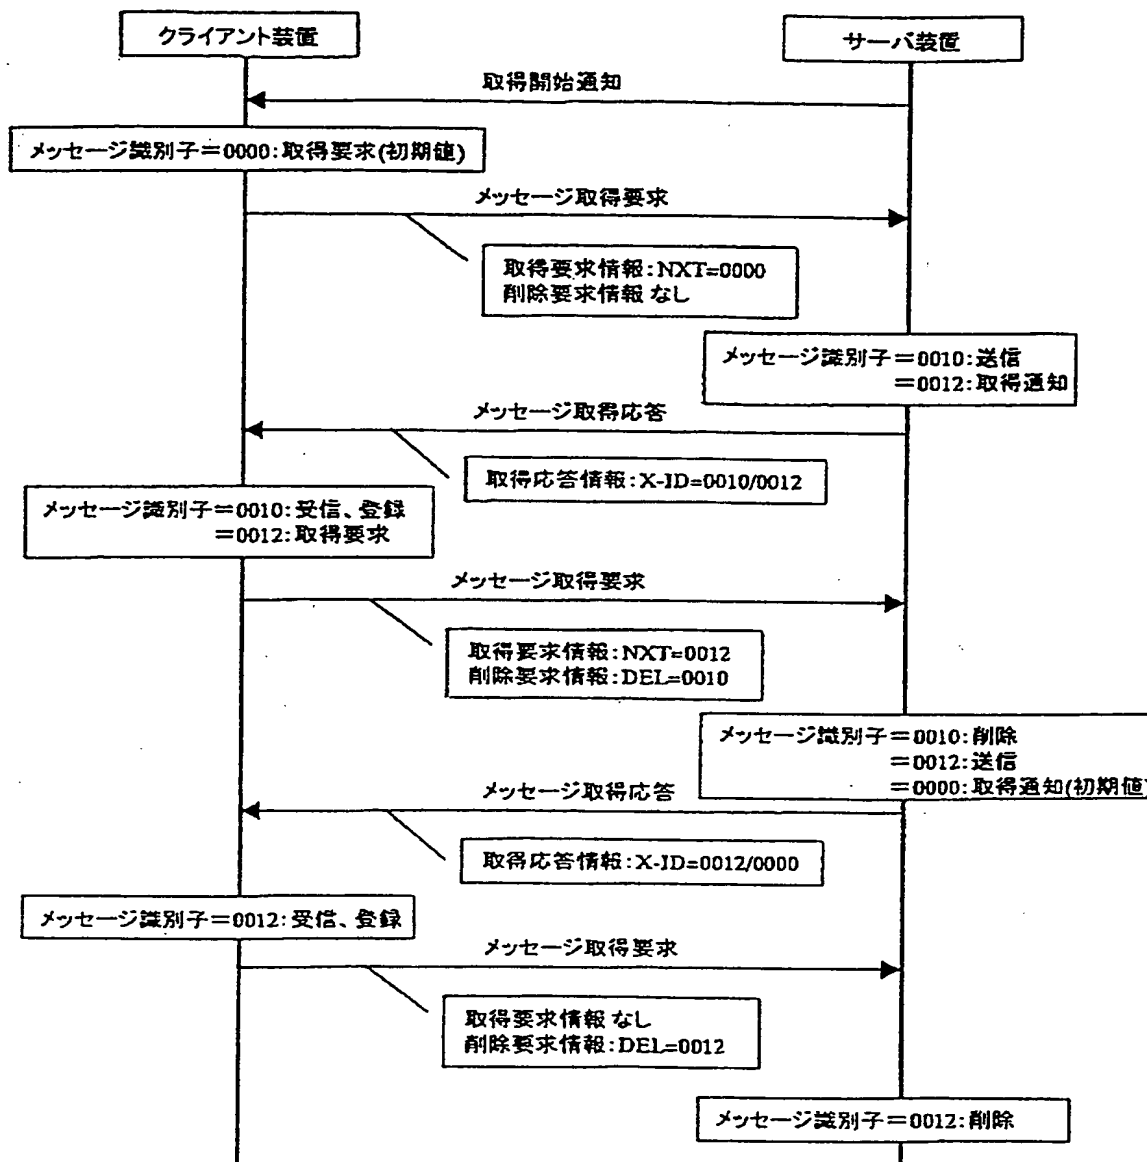 クライアント装置
サーバ装置
取得開始通知
メッセージ識別子＝0000:取得要求(初期値)
メッセージ取得要求
取得要求情報:NXT=0000
削除要求情報 なし
メッセージ識別子＝0010:送信
＝0012:取得通知
メッセージ取得応答
取得応答情報:X-ID=0010/0012
メッセージ識別子＝0010:受信、登録
＝0012:取得要求
メッセージ取得要求
取得要求情報:NXT=0012
削除要求情報:DEL=0010
メッセージ識別子＝0010:削除
＝0012:送信
＝0000:取得通知(初期値)
メッセージ取得応答
取得応答情報:X-ID=0012/0000
メッセージ識別子＝0012:受信、登録
メッセージ取得要求
取得要求情報 なし
削除要求情報:DEL=0012
メッセージ識別子＝0012:削除